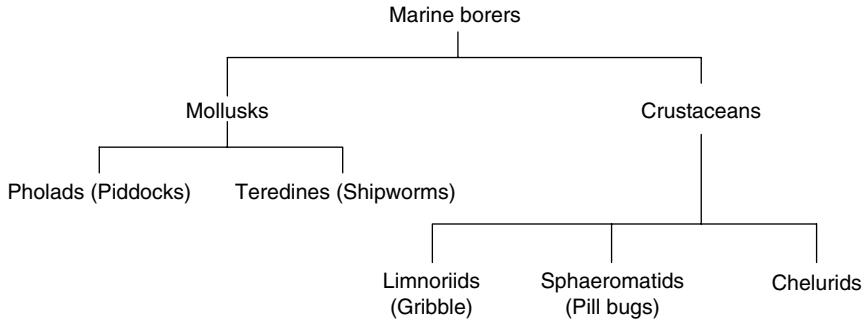 Marine borers
Mollusks
Crustaceans
Pholads (Piddocks)
Teredines (Shipworms)
Limnoriids
(Gribble)
Sphaeromatids
(Pill bugs)
Chelurids